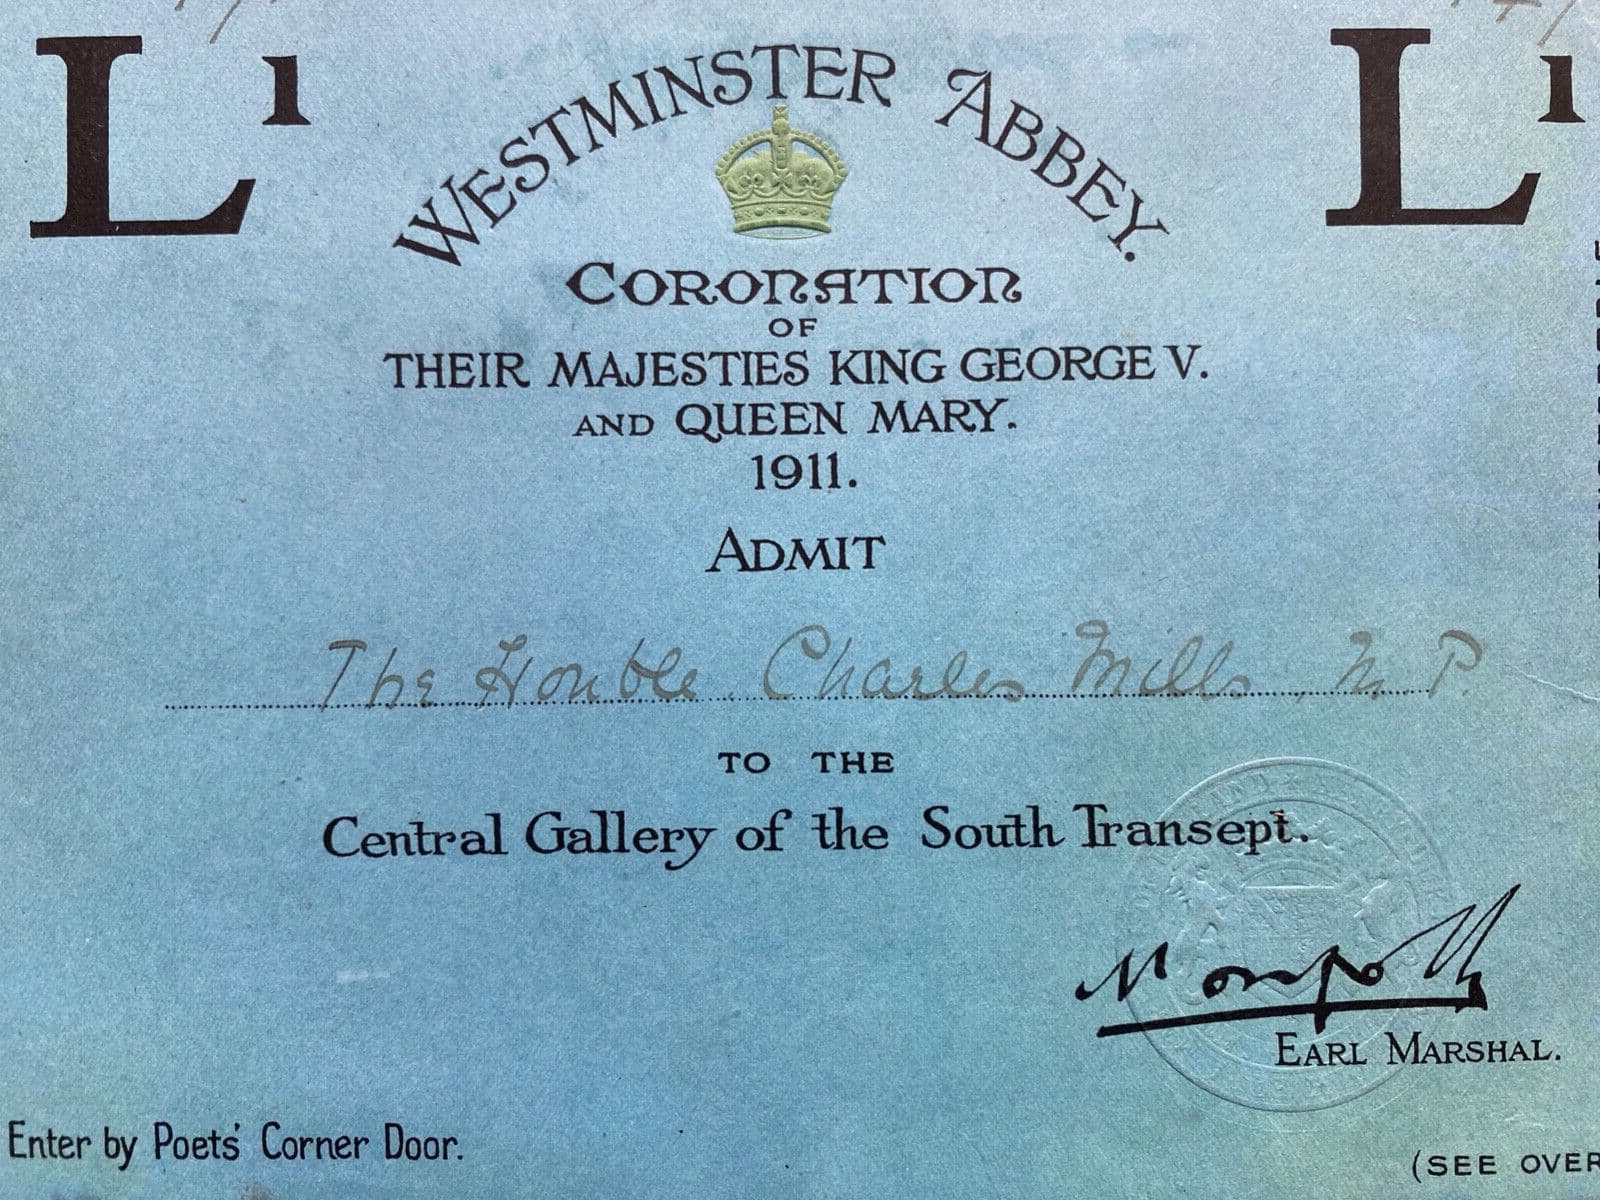 L1 L1
WESTMINSTER ABBEY.
CORONATION
OF
THEIR MAJESTIES KING GEORGE V.
AND QUEEN MARY.
1911.
ADMIT
The Honble. Charles Mills, M.P.
TO THE
Central Gallery of the South Transept.
EARL MARSHAL.
Enter by Poets' Corner Door.
(SEE OVER